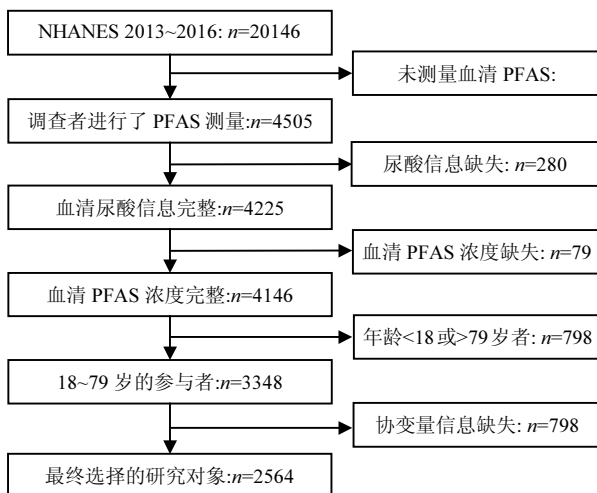 NHANES 2013~2016: n=20146
未测量血清 PFAS:
调查者进行了 PFAS 测量:n=4505
尿酸信息缺失: n=280
血清尿酸信息完整:n=4225
血清 PFAS 浓度缺失: n=79
血清 PFAS 浓度完整:n=4146
年龄<18 或>79 岁者: n=798
18~79 岁的参与者:n=3348
协变量信息缺失: n=798
最终选择的研究对象:n=2564